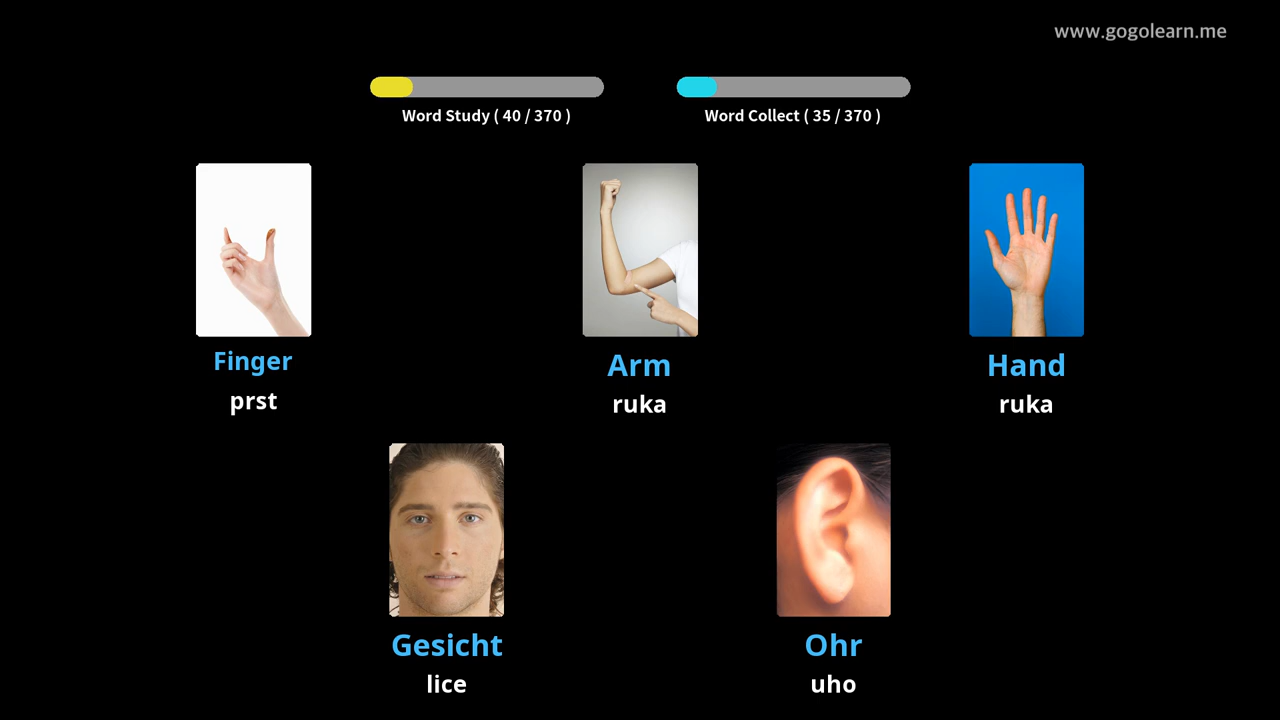 www.gogolearn.me
Word Study ( 40 / 370 )
Word Collect ( 35 / 370 )
Finger
prst
Arm
ruka
Hand
ruka
Gesicht
lice
Ohr
uho